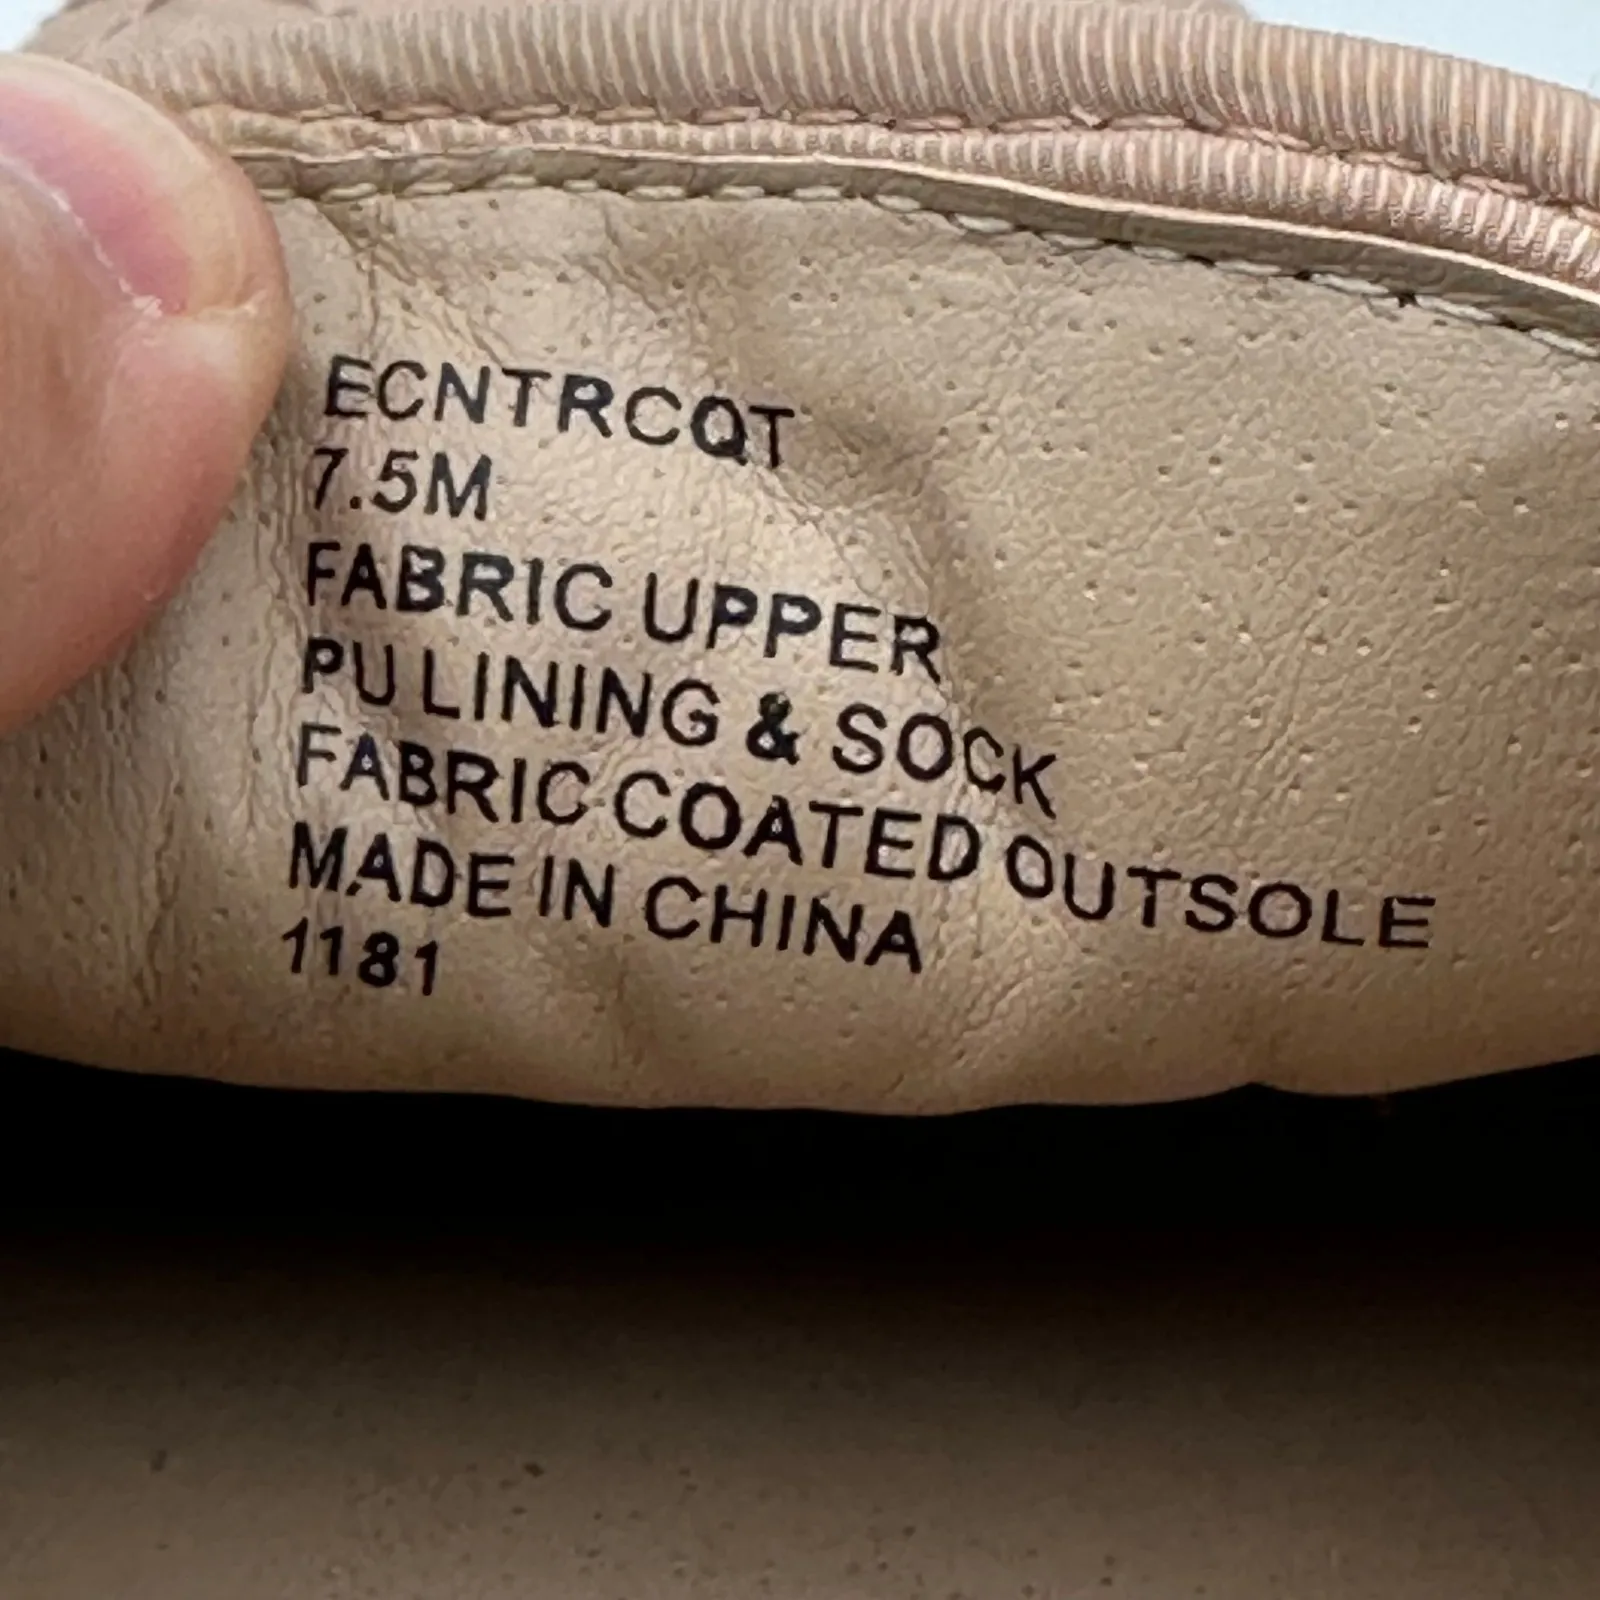 ECNTRCQT
7.5M
FABRIC UPPER
PU LINING & SOCK
FABRIC COATED OUTSOLE
MADE IN CHINA
1181